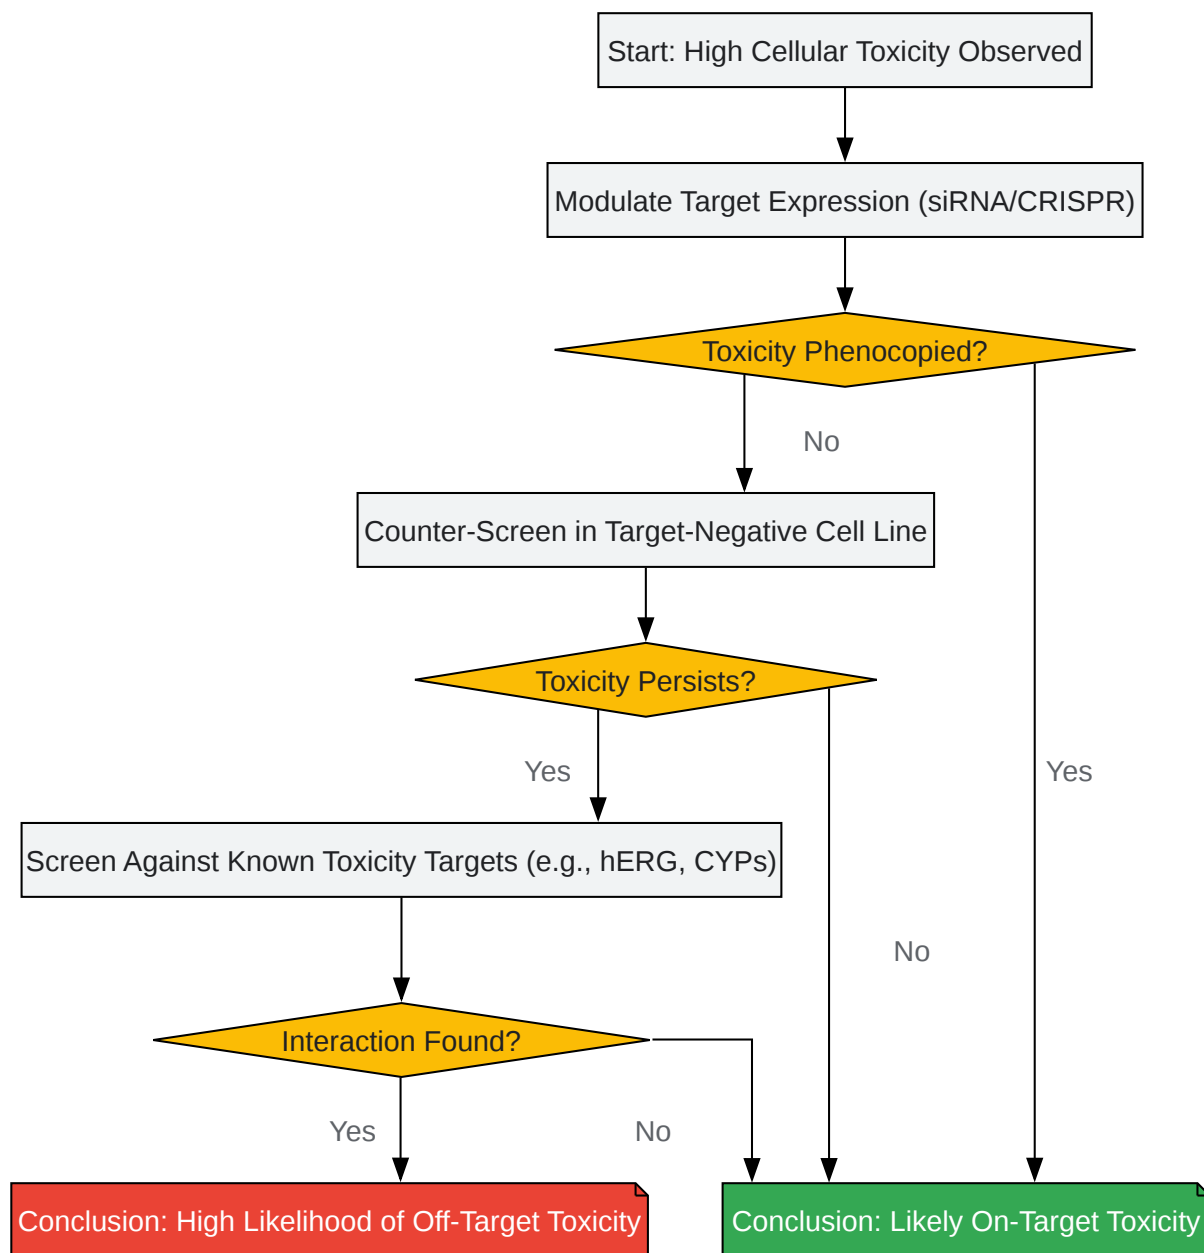 Start: High Cellular Toxicity Observed
Modulate Target Expression (siRNA/CRISPR)
Toxicity Phenocopied?
No
Counter-Screen in Target-Negative Cell Line
Toxicity Persists?
Yes
Yes
Screen Against Known Toxicity Targets (e.g., hERG, CYPs)
No
Interaction Found?
Yes
No
Conclusion: High Likelihood of Off-Target Toxicity
Conclusion: Likely On-Target Toxicity